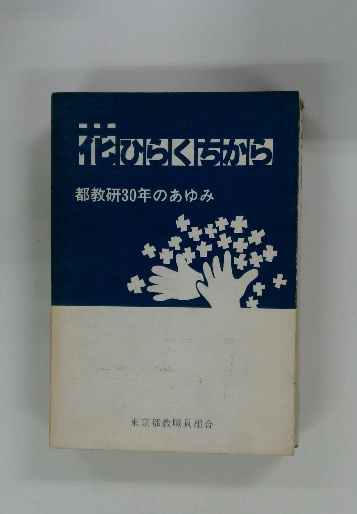 花ひらくちから
都教研30年のあゆみ
東京都教職員組合